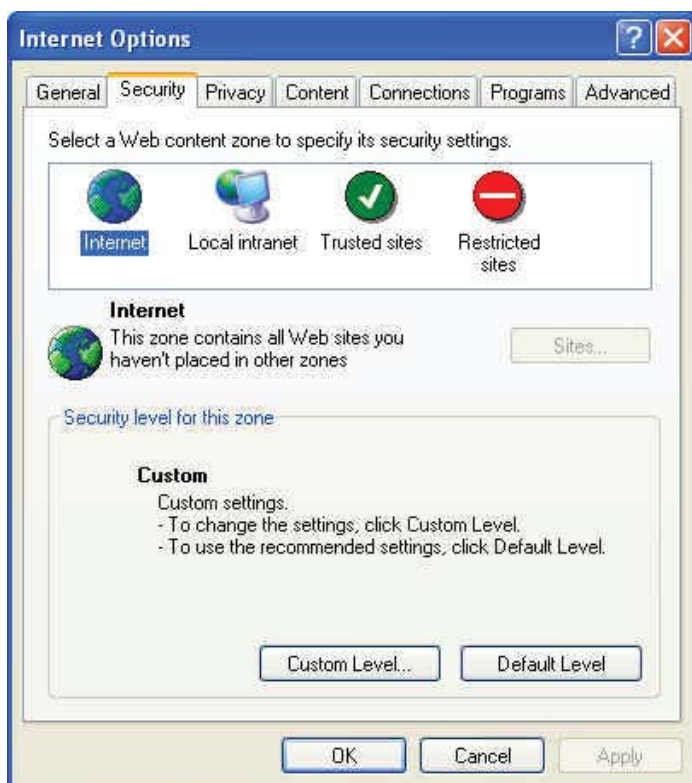 Internet Options
General Security Privacy Content Connections Programs Advanced
Select a Web content zone to specify its security settings.
Internet Local intranet Trusted sites Restricted
sites
Internet
This zone contains all Web sites you
haven't placed in other zones
Sites...
Security level for this zone
Custom
Custom settings.
- To change the settings, click Custom Level.
- To use the recommended settings, click Default Level.
Custom Level... Default Level
OK Cancel Apply